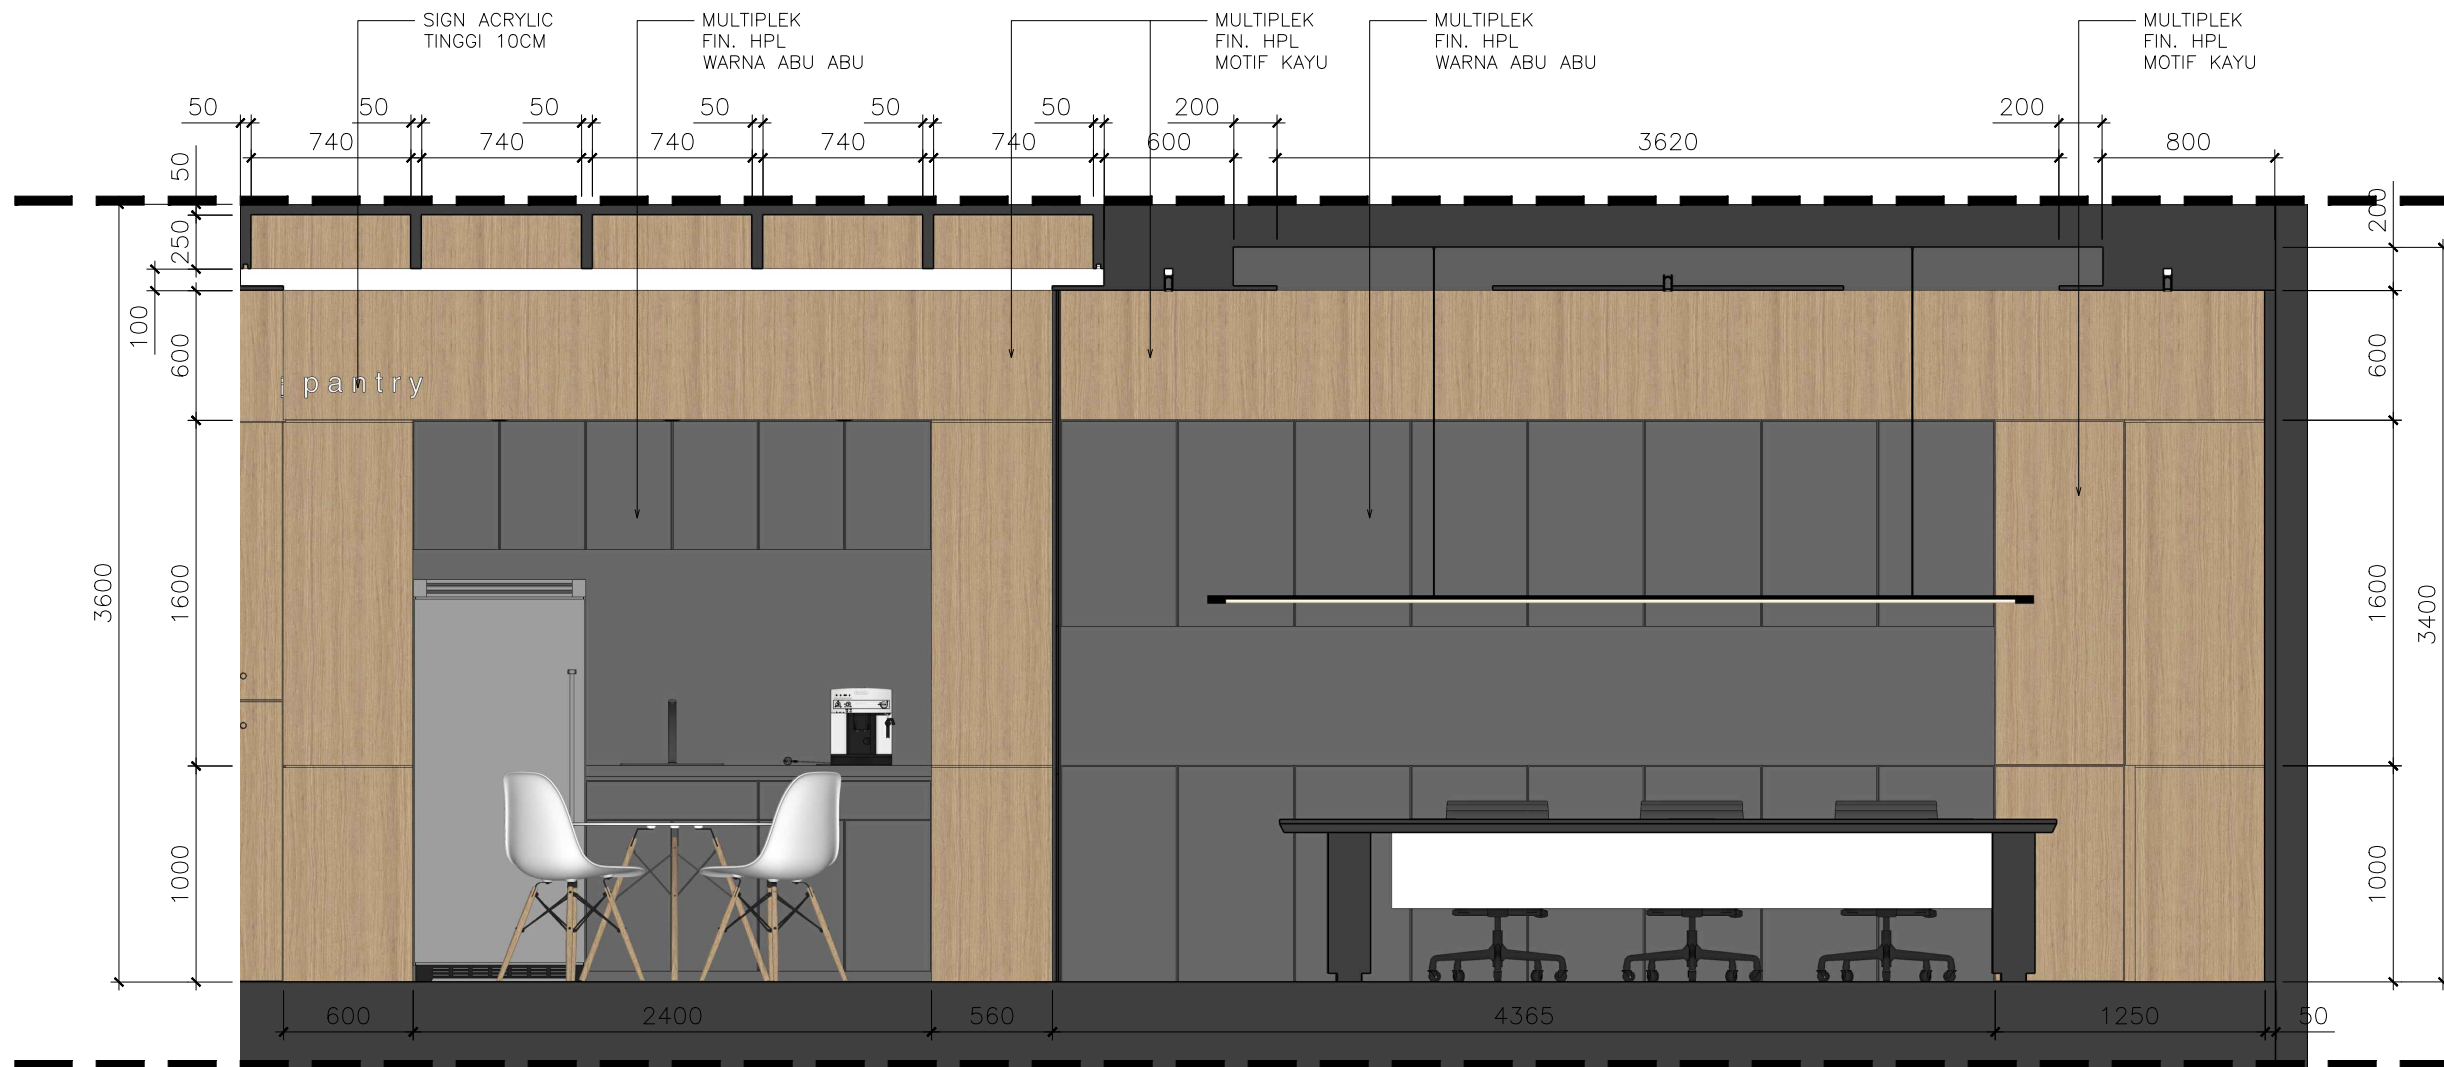 SIGN ACRYLIC
TINGGI 10CM
MULTIPLEK
FIN. HPL
WARNA ABU ABU
MULTIPLEK
FIN. HPL
MOTIF KAYU
MULTIPLEK
FIN. HPL
WARNA ABU ABU
MULTIPLEK
FIN. HPL
MOTIF KAYU
50 50 50 50 50 50 200 200
740 740 740 740 740 600 3620 800
50
250
100
600
1600
1000
3600
200
600
1600
1000
3400
pantry
600 2400 560 4365 1250 50